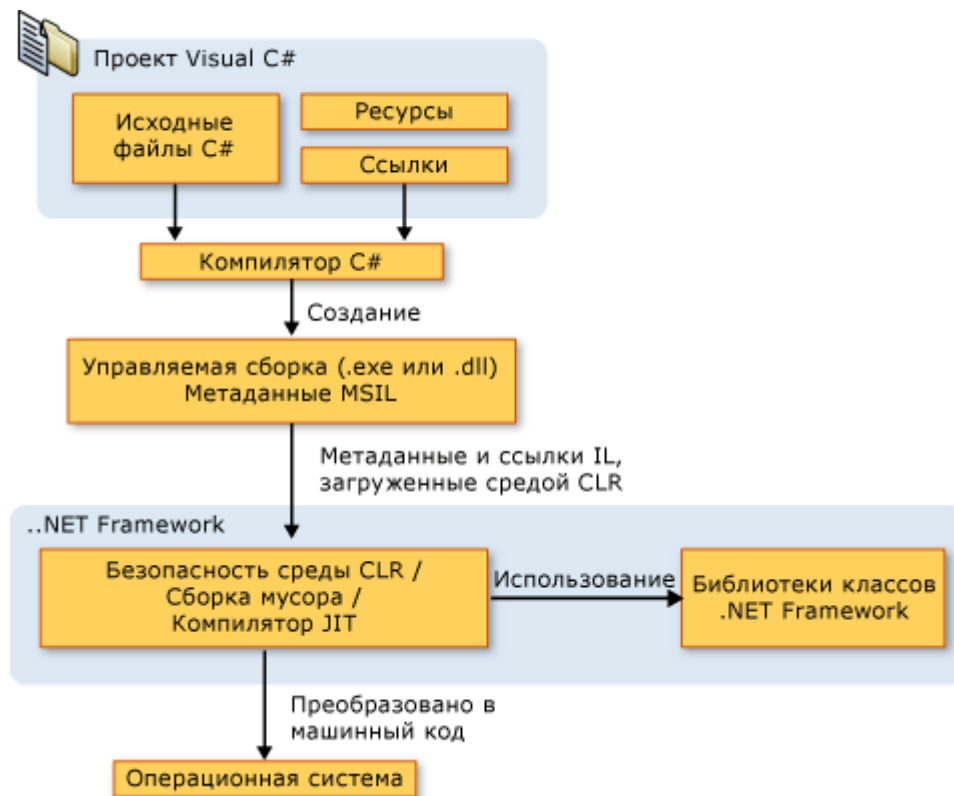 Проект Visual C#
Исходные
файлы C#
Ресурсы
Ссылки
Компилятор C#
Создание
Управляемая сборка (.exe или .dll)
Метаданные MSIL
Метаданные и ссылки IL,
загруженные средой CLR
..NET Framework
Безопасность среды CLR /
Сборка мусора /
Компилятор JIT
Использование
Библиотеки классов
.NET Framework
Преобразовано в
машинный код
Операционная система